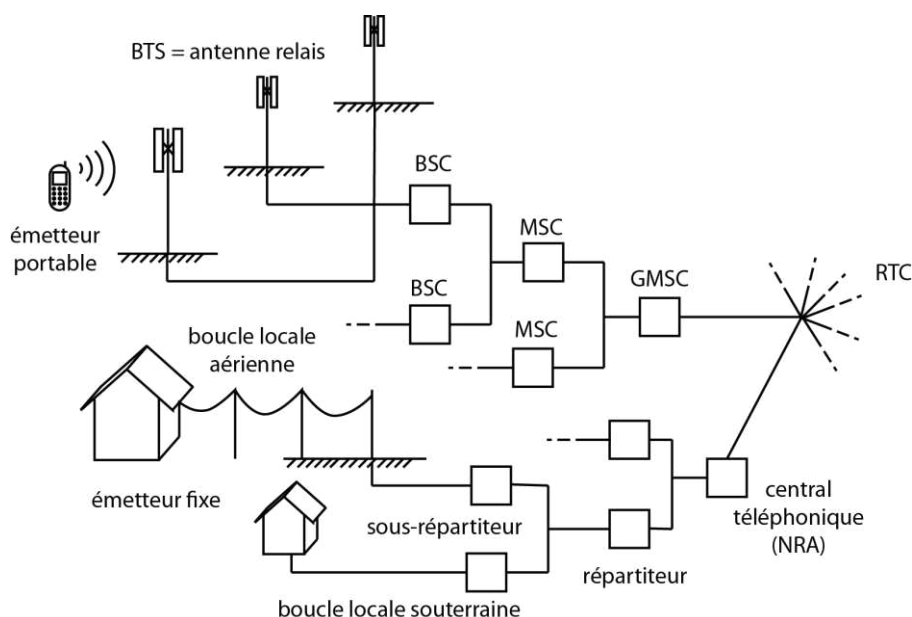 BTS = antenne relais
émetteur
portable
BSC
MSC
BSC
GMSC
RTC
MSC
boucle locale
aérienne
émetteur fixe
sous-répartiteur
central
téléphonique
(NRA)
répartiteur
boucle locale souterraine